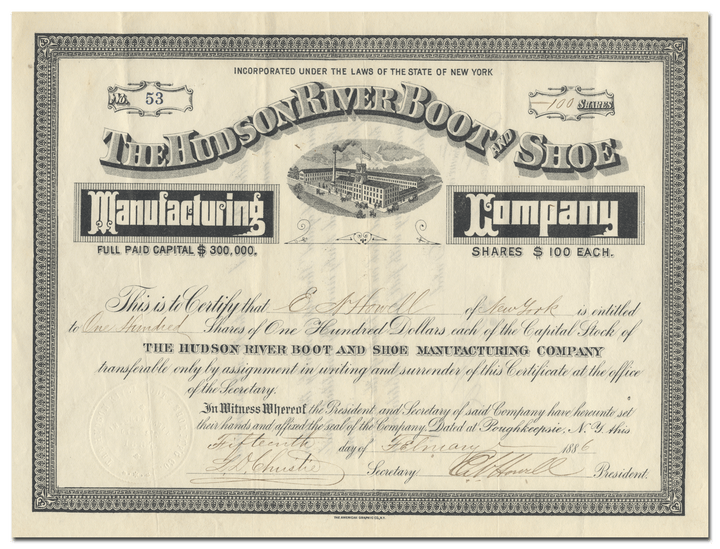 INCORPORATED UNDER THE LAWS OF THE STATE OF NEW YORK
No. 53
100 SHARES
THE HUDSON RIVER BOOT AND SHOE
Manufacturing Company
FULL PAID CAPITAL $ 300,000.
SHARES $ 100 EACH.
This is to Certify that E. N. Howell of New York is entitled
to One Hundred Shares of One Hundred Dollars each of the Capital Stock of
THE HUDSON RIVER BOOT AND SHOE MANUFACTURING COMPANY
transferable only by assignment in writing and surrender of this Certificate at the office
of the Secretary.
In Witness Whereof the President and Secretary of said Company have hereunto set
their hands and affixed the seal of the Company. Dated at Poughkeepsie, N.Y. this
Fifteenth day of February 1886
Christie Secretary. Howell President.